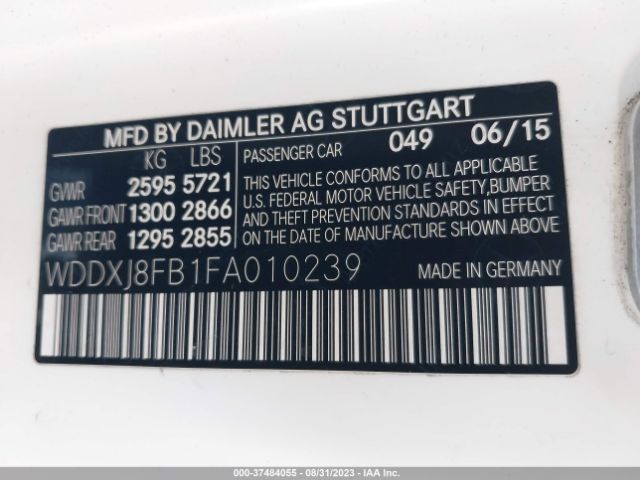 MFD BY DAIMLER AG STUTTGART
KG LBS
GVWR 2595 5721
GAWR FRONT 1300 2866
GAWR REAR 1295 2855
PASSENGER CAR 049 06/15
THIS VEHICLE CONFORMS TO ALL APPLICABLE
U.S. FEDERAL MOTOR VEHICLE SAFETY, BUMPER
AND THEFT PREVENTION STANDARDS IN EFFECT
ON THE DATE OF MANUFACTURE SHOWN ABOVE.
WDDXJ8FB1FA010239 MADE IN GERMANY
000-37484055 - 08/31/2023 - IAA Inc.